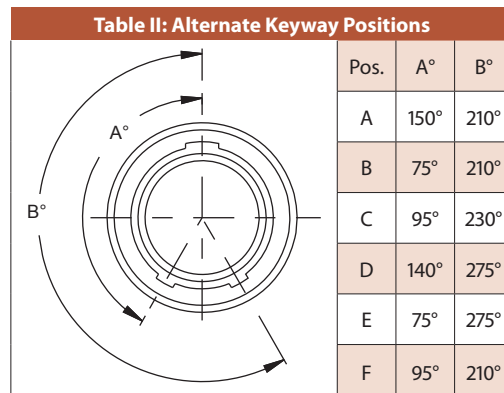 Table II: Alternate Keyway Positions
A°
B°
Pos. A° B°
A 150° 210°
B 75° 210°
C 95° 230°
D 140° 275°
E 75° 275°
F 95° 210°